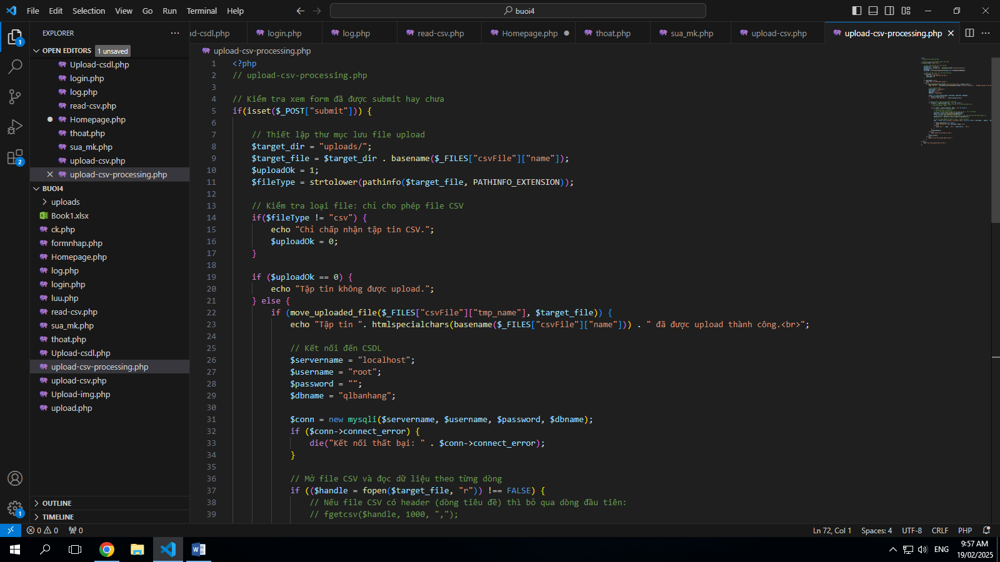 File Edit Selection View Go Run Terminal Help
buoi4
EXPLORER
ad-csdl.php login.php log.php read-csv.php Homepage.php thoat.php sua_mk.php upload-csv.php upload-csv-processing.php
OPEN EDITORS 1 unsaved
Upload-csdl.php
login.php
log.php
read-csv.php
Homepage.php
thoat.php
sua_mk.php
upload-csv.php
upload-csv-processing.php
BUOI4
uploads
Book1.xlsx
ck.php
formnhap.php
Homepage.php
log.php
login.php
luu.php
read-csv.php
sua_mk.php
thoat.php
Upload-csdl.php
upload-csv-processing.php
upload-csv.php
Upload-img.php
upload.php
OUTLINE
TIMELINE
1
2
1
upload-csv-processing.php
1 <?php
2 // upload-csv-processing.php
3
4 // Kiểm tra xem form đã được submit hay chưa
5 if(isset($_POST["submit"])) {
6
7 // Thiết lập thư mục lưu file upload
8 $target_dir = "uploads/";
9 $target_file = $target_dir . basename($_FILES["csvFile"]["name"]);
10 $uploadOk = 1;
11 $fileType = strtolower(pathinfo($target_file, PATHINFO_EXTENSION));
12
13 // Kiểm tra loại file: chỉ cho phép file CSV
14 if($fileType != "csv") {
15 echo "Chỉ chấp nhận tập tin CSV.";
16 $uploadOk = 0;
17 }
18
19 if ($uploadOk == 0) {
20 echo "Tập tin không được upload.";
21 } else {
22 if (move_uploaded_file($_FILES["csvFile"]["tmp_name"], $target_file)) {
23 echo "Tập tin ". htmlspecialchars(basename($_FILES["csvFile"]["name"])) . " đã được upload thành công.<br>";
24
25 // Kết nối đến CSDL
26 $servername = "localhost";
27 $username = "root";
28 $password = "";
29 $dbname = "qlbanhang";
30
31 $conn = new mysqli($servername, $username, $password, $dbname);
32 if ($conn->connect_error) {
33 die("Kết nối thất bại: " . $conn->connect_error);
34 }
35
36 // Mở file CSV và đọc dữ liệu theo từng dòng
37 if (($handle = fopen($target_file, "r")) !== FALSE) {
38 // Nếu file CSV có header (dòng tiêu đề) thì bỏ qua dòng đầu tiên:
39 // fgetcsv($handle, 1000, ",");
0 0 0 Ln 72, Col 1 Spaces: 4 UTF-8 CRLF PHP
ENG
9:57 AM
19/02/2025